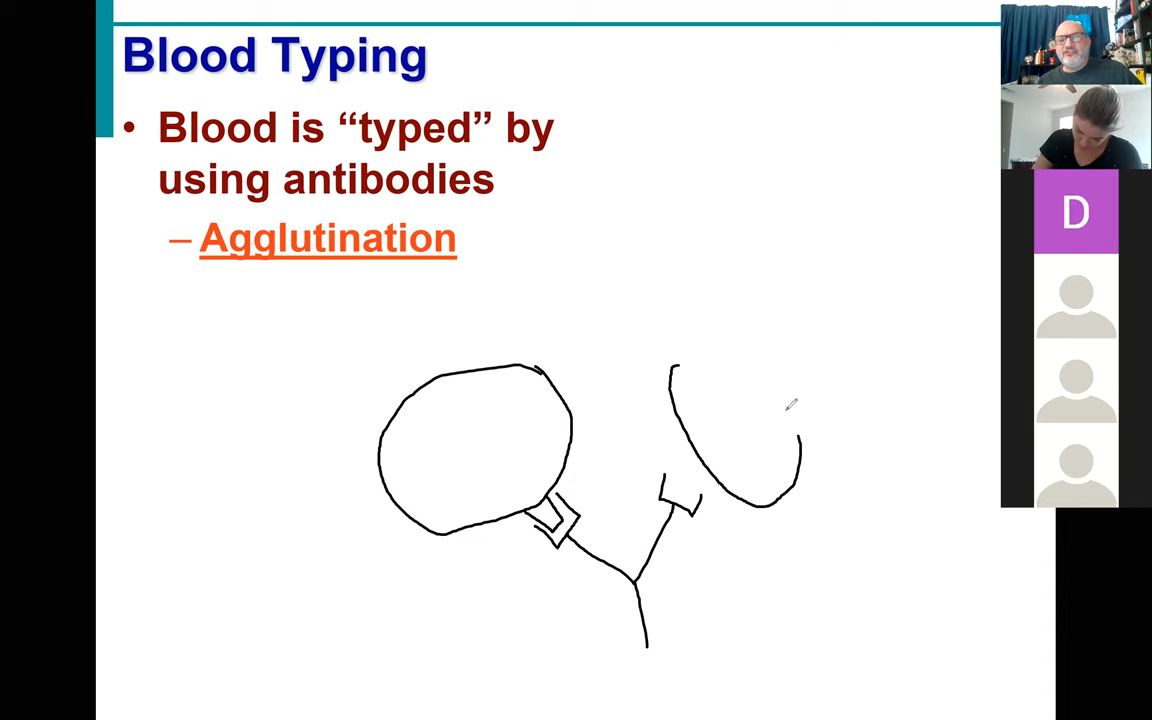 Blood Typing
• Blood is “typed” by
using antibodies
– Agglutination
D